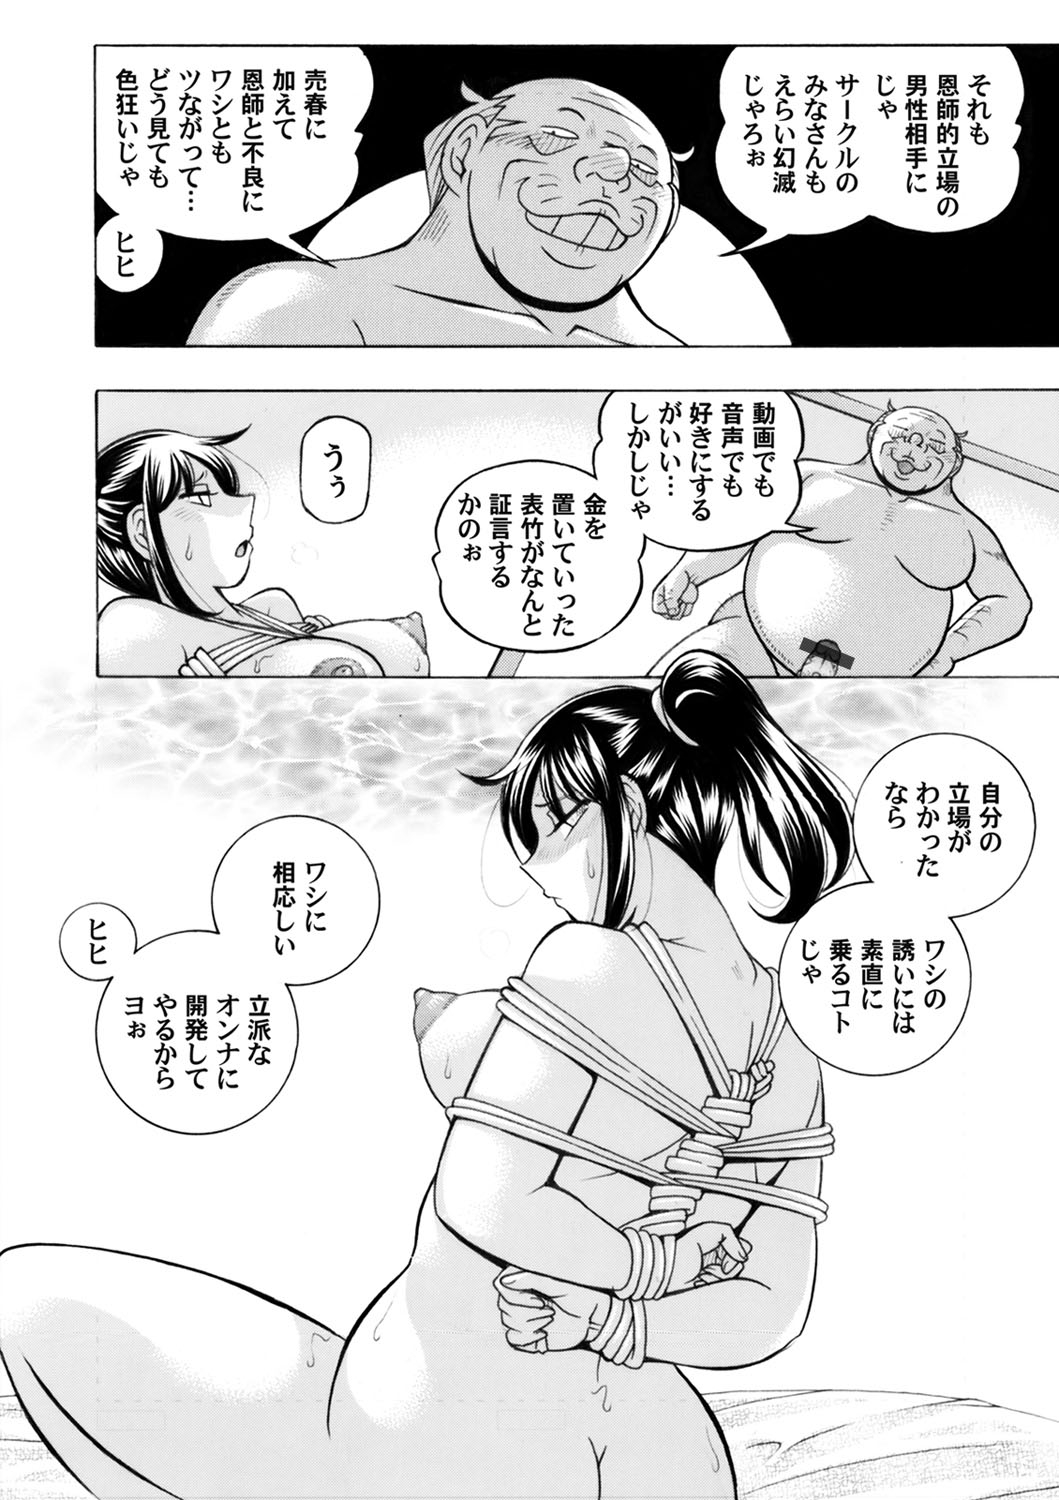 それも
恩師的立場の
男性相手に
じゃ
サークルの
みなさんも
えらい幻滅
じゃろぉ
売春に
加えて
恩師と不良に
ワシとも
ツながって…
どう見ても
色狂いじゃ
ヒヒ
動画でも
音声でも
好きにする
がいい…
しかしじゃ
金を
置いていった
表竹がなんと
証言する
かのぉ
うぅ
自分の
立場が
わかった
なら
ワシの
誘いには
素直に
乗るコト
じゃ
ワシに
相応しい
立派な
オンナに
開発して
やるから
ヨぉ
ヒヒ